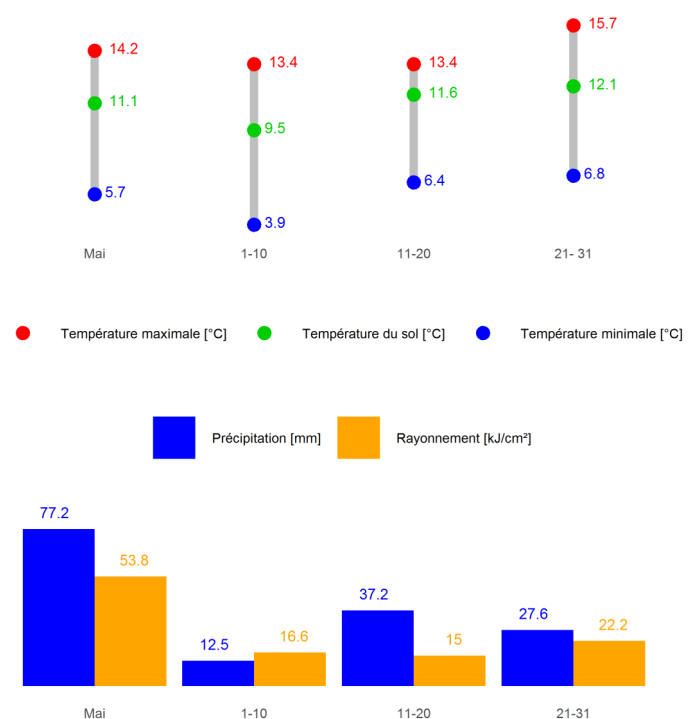 14.2 13.4 13.4 15.7
11.1 9.5 11.6 12.1
5.7 3.9 6.4 6.8
Mai 1-10 11-20 21- 31
Température maximale [°C] Température du sol [°C] Température minimale [°C]
Précipitation [mm] Rayonnement [kJ/cm²]
77.2 53.8 12.5 16.6 37.2 15 27.6 22.2
Mai 1-10 11-20 21-31